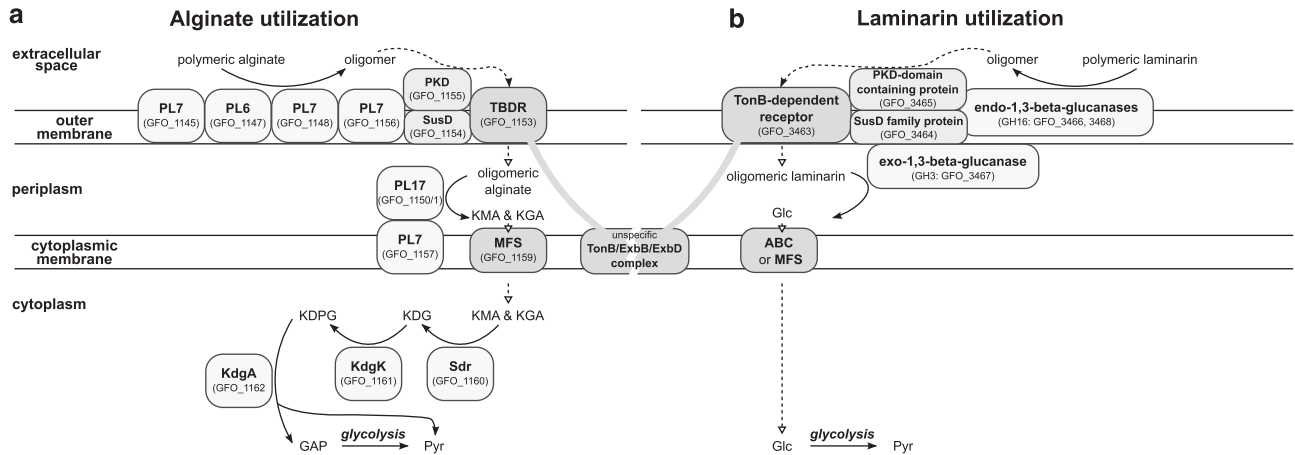 a
Alginate utilization
extracellular
space
polymeric alginate
oligomer
PL7
(GFO_1145)
PL6
(GFO_1147)
PL7
(GFO_1148)
PL7
(GFO_1156)
PKD
(GFO_1155)
SusD
(GFO_1154)
TBDR
(GFO_1153)
outer
membrane
periplasm
PL17
(GFO_1150/1)
oligomeric
alginate
KMA & KGA
PL7
(GFO_1157)
MFS
(GFO_1159)
cytoplasmic
membrane
unspecific
TonB/ExbB/ExbD
complex
cytoplasm
KDPG
KDG
KMA & KGA
KdgA
(GFO_1162
KdgK
(GFO_1161)
Sdr
(GFO_1160)
GAP
glycolysis
Pyr
b
Laminarin utilization
oligomer
polymeric laminarin
TonB-dependent
receptor
(GFO_3463)
PKD-domain
containing protein
(GFO_3465)
SusD family protein
(GFO_3464)
endo-1,3-beta-glucanases
(GH16: GFO_3466, 3468)
exo-1,3-beta-glucanase
(GH3: GFO_3467)
oligomeric laminarin
Glc
ABC
or MFS
Glc
glycolysis
Pyr